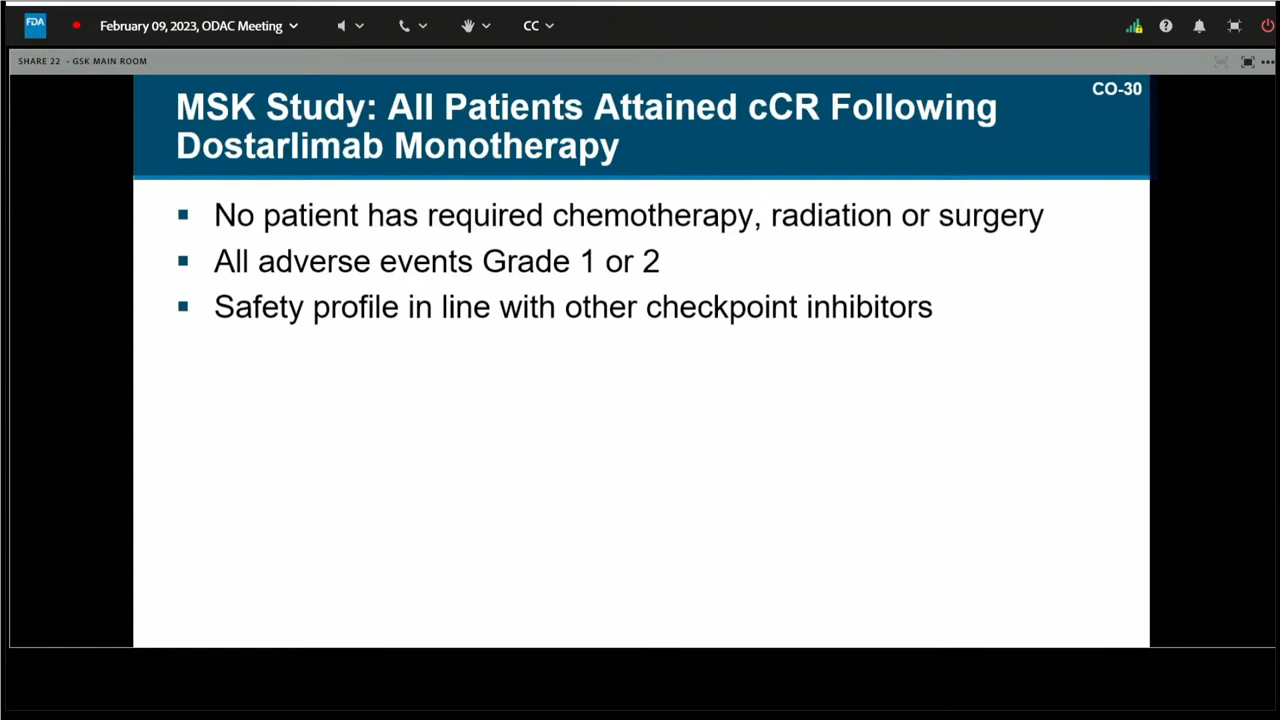 FDA
February 09, 2023, ODAC Meeting
CC
SHARE 22 - GSK MAIN ROOM
CO-30
MSK Study: All Patients Attained cCR Following
Dostarlimab Monotherapy
No patient has required chemotherapy, radiation or surgery
All adverse events Grade 1 or 2
Safety profile in line with other checkpoint inhibitors